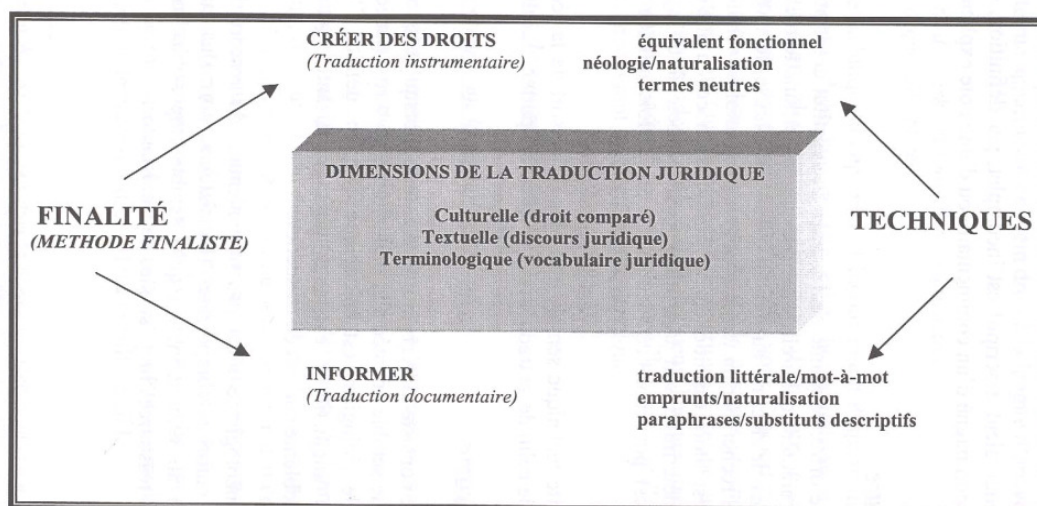 CRÉER DES DROITS
(Traduction instrumentaire)
équivalent fonctionnel
néologie/naturalisation
termes neutres
DIMENSIONS DE LA TRADUCTION JURIDIQUE
Culturelle (droit comparé)
Textuelle (discours juridique)
Terminologique (vocabulaire juridique)
FINALITÉ
(METHODE FINALISTE)
TECHNIQUES
INFORMER
(Traduction documentaire)
traduction littérale/mot-à-mot
emprunts/naturalisation
paraphrases/substituts descriptifs